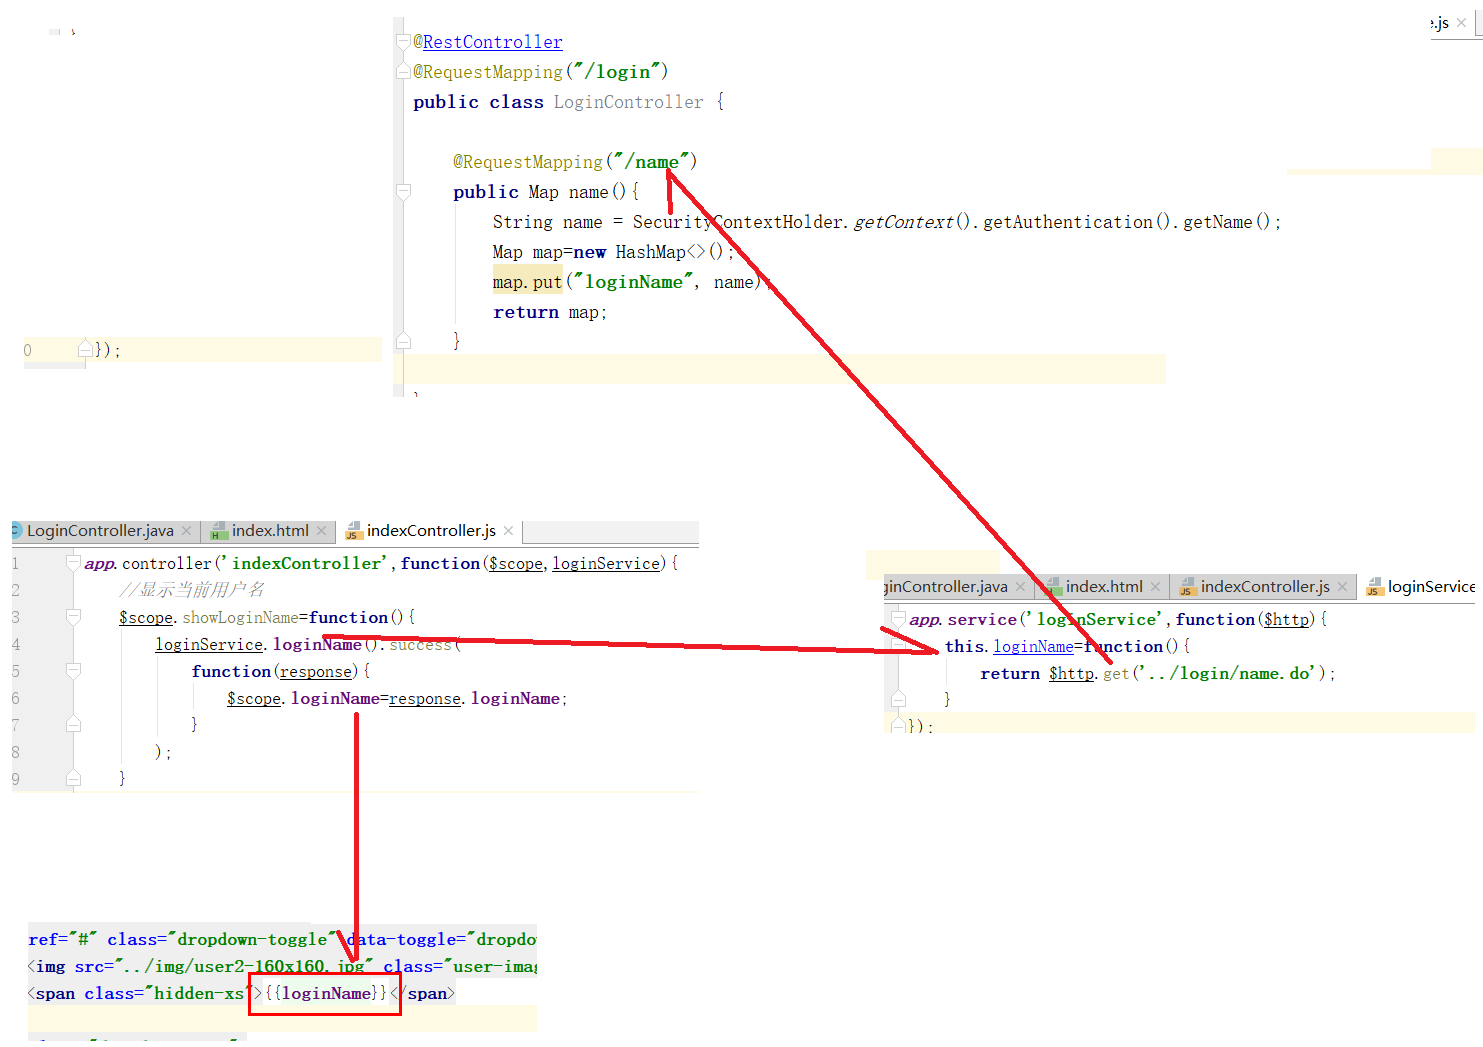 e.js
@RestController
@RequestMapping("/login")
public class LoginController {
@RequestMapping("/name")
public Map name(){
String name = SecurityContextHolder.getContext().getAuthentication().getName();
Map map=new HashMap<>();
map.put("loginName", name);
return map;
}
0 });
LoginController.java index.html indexController.js
1 app.controller('indexController',function($scope,loginService){
2 //显示当前用户名
3 $scope.showLoginName=function(){
4 loginService.loginName().success(
5 function(response){
6 $scope.loginName=response.loginName;
7 }
8 );
9 }
ginController.java index.html indexController.js loginService
app.service('loginService',function($http){
this.loginName=function(){
return $http.get('../login/name.do');
}
});
ref="#" class="dropdown-toggle" data-toggle="dropdo
<img src="../img/user2-160x160.jpg" class="user-imag
<span class="hidden-xs">{{loginName}}</span>